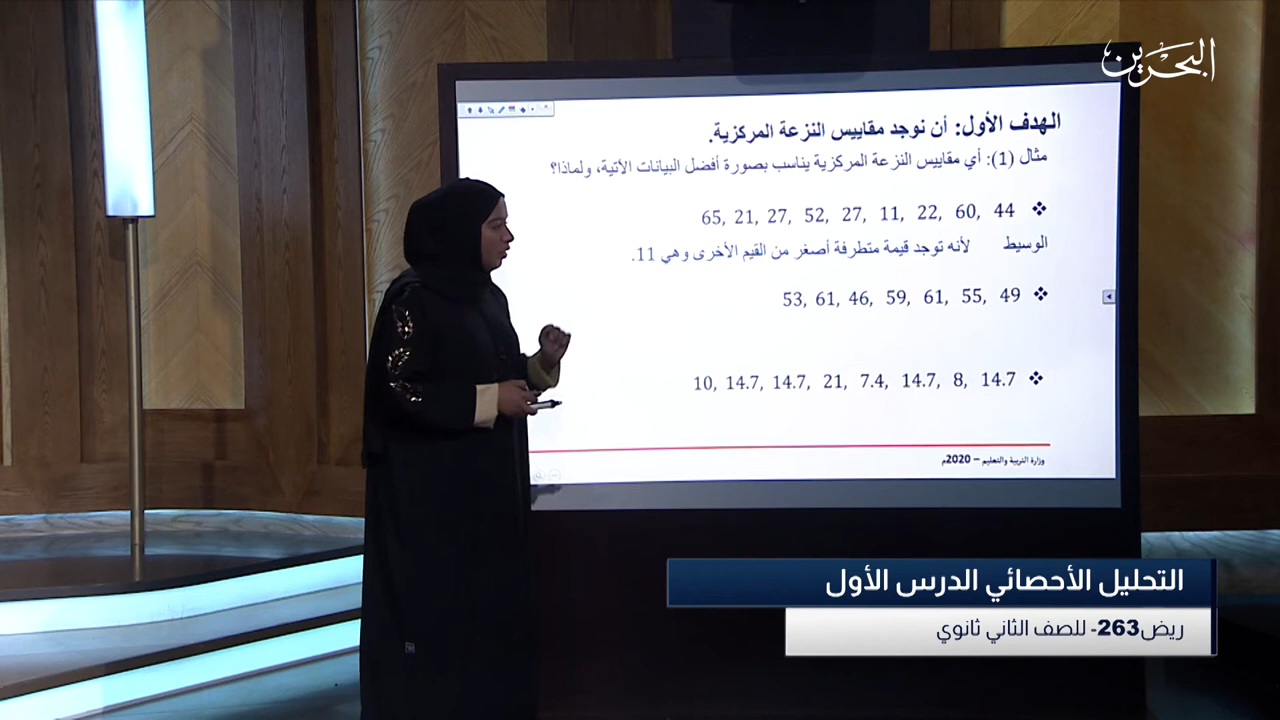 البحرين
الهدف الأول: أن نوجد مقاييس النزعة المركزية.
مثال (1): أي مقاييس النزعة المركزية يناسب بصورة أفضل البيانات الآتية، ولماذا؟
❖ 65, 21, 27, 52, 27, 11, 22, 60, 44
الوسيط لأنه توجد قيمة متطرفة أصغر من القيم الأخرى وهي 11.
❖ 53, 61, 46, 59, 61, 55, 49
❖ 10, 14.7, 14.7, 21, 7.4, 14.7, 8, 14.7
وزارة التربية والتعليم – 2020م
التحليل الأحصائي الدرس الأول
ريض263- للصف الثاني ثانوي